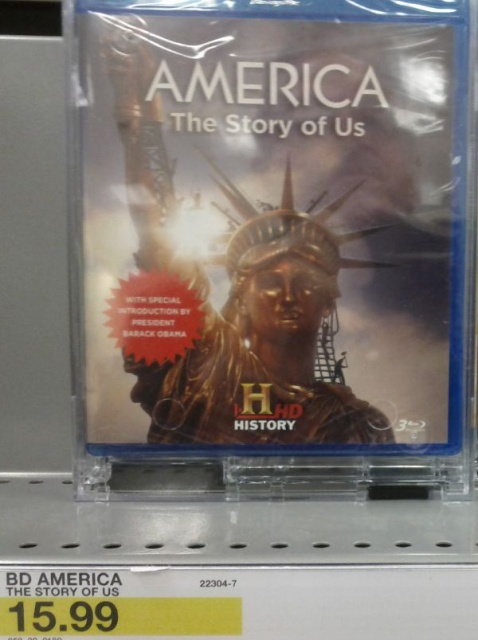 AMERICA
The Story of Us
WITH SPECIAL
INTRODUCTION BY
PRESIDENT
BARACK OBAMA
H HD
HISTORY
3
BD AMERICA
22304-7
THE STORY OF US
15.99